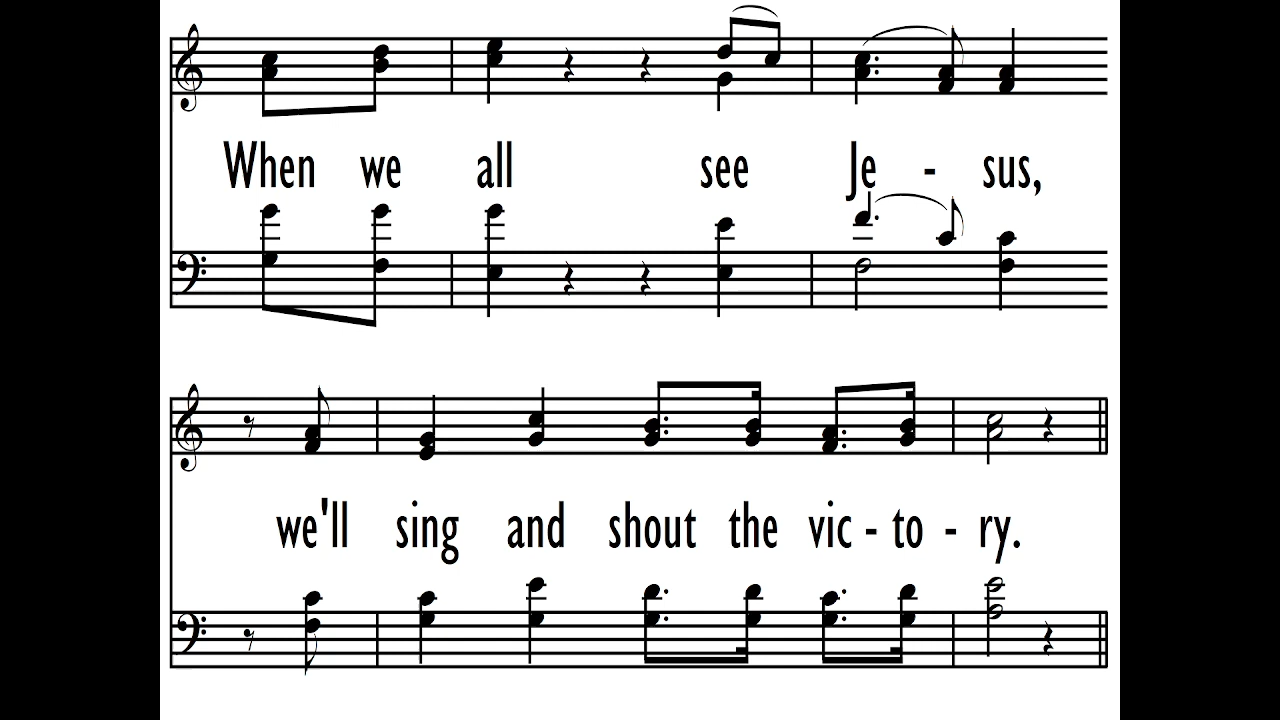 When we all see Je - sus,
we'll sing and shout the vic - to - ry.